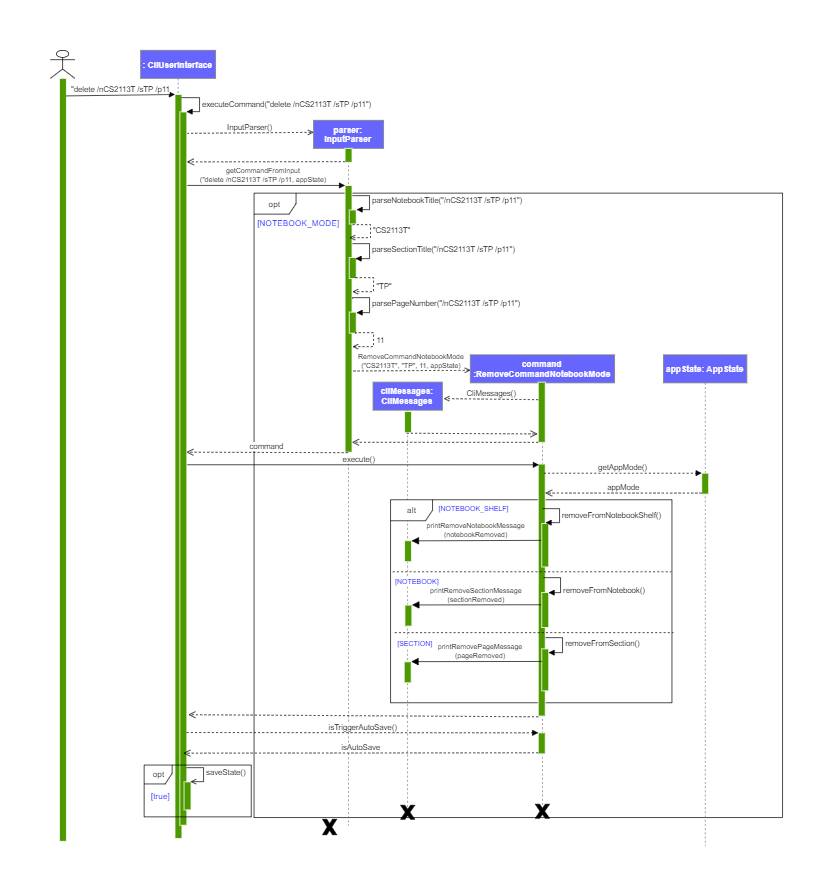 : CliUserInterface
"delete /nCS2113T /sTP /p11
executeCommand("delete /nCS2113T /sTP /p11")
InputParser()
parser:
InputParser
getCommandFromInput
("delete /nCS2113T /sTP /p11, appState)
opt
[NOTEBOOK_MODE]
parseNotebookTitle("/nCS2113T /sTP /p11")
"CS2113T"
parseSectionTitle("/nCS2113T /sTP /p11")
"TP"
parsePageNumber("/nCS2113T /sTP /p11")
11
RemoveCommandNotebookMode
("CS2113T", "TP", 11, appState)
command
:RemoveCommandNotebookMode
appState: AppState
cliMessages:
CliMessages
CliMessages()
command
execute()
getAppMode()
appMode
alt
[NOTEBOOK_SHELF]
removeFromNotebookShelf()
printRemoveNotebookMessage
(notebookRemoved)
[NOTEBOOK]
printRemoveSectionMessage
(sectionRemoved)
removeFromNotebook()
[SECTION]
printRemovePageMessage
(pageRemoved)
removeFromSection()
isTriggerAutoSave()
isAutoSave
opt
saveState()
[true]
X
X
X